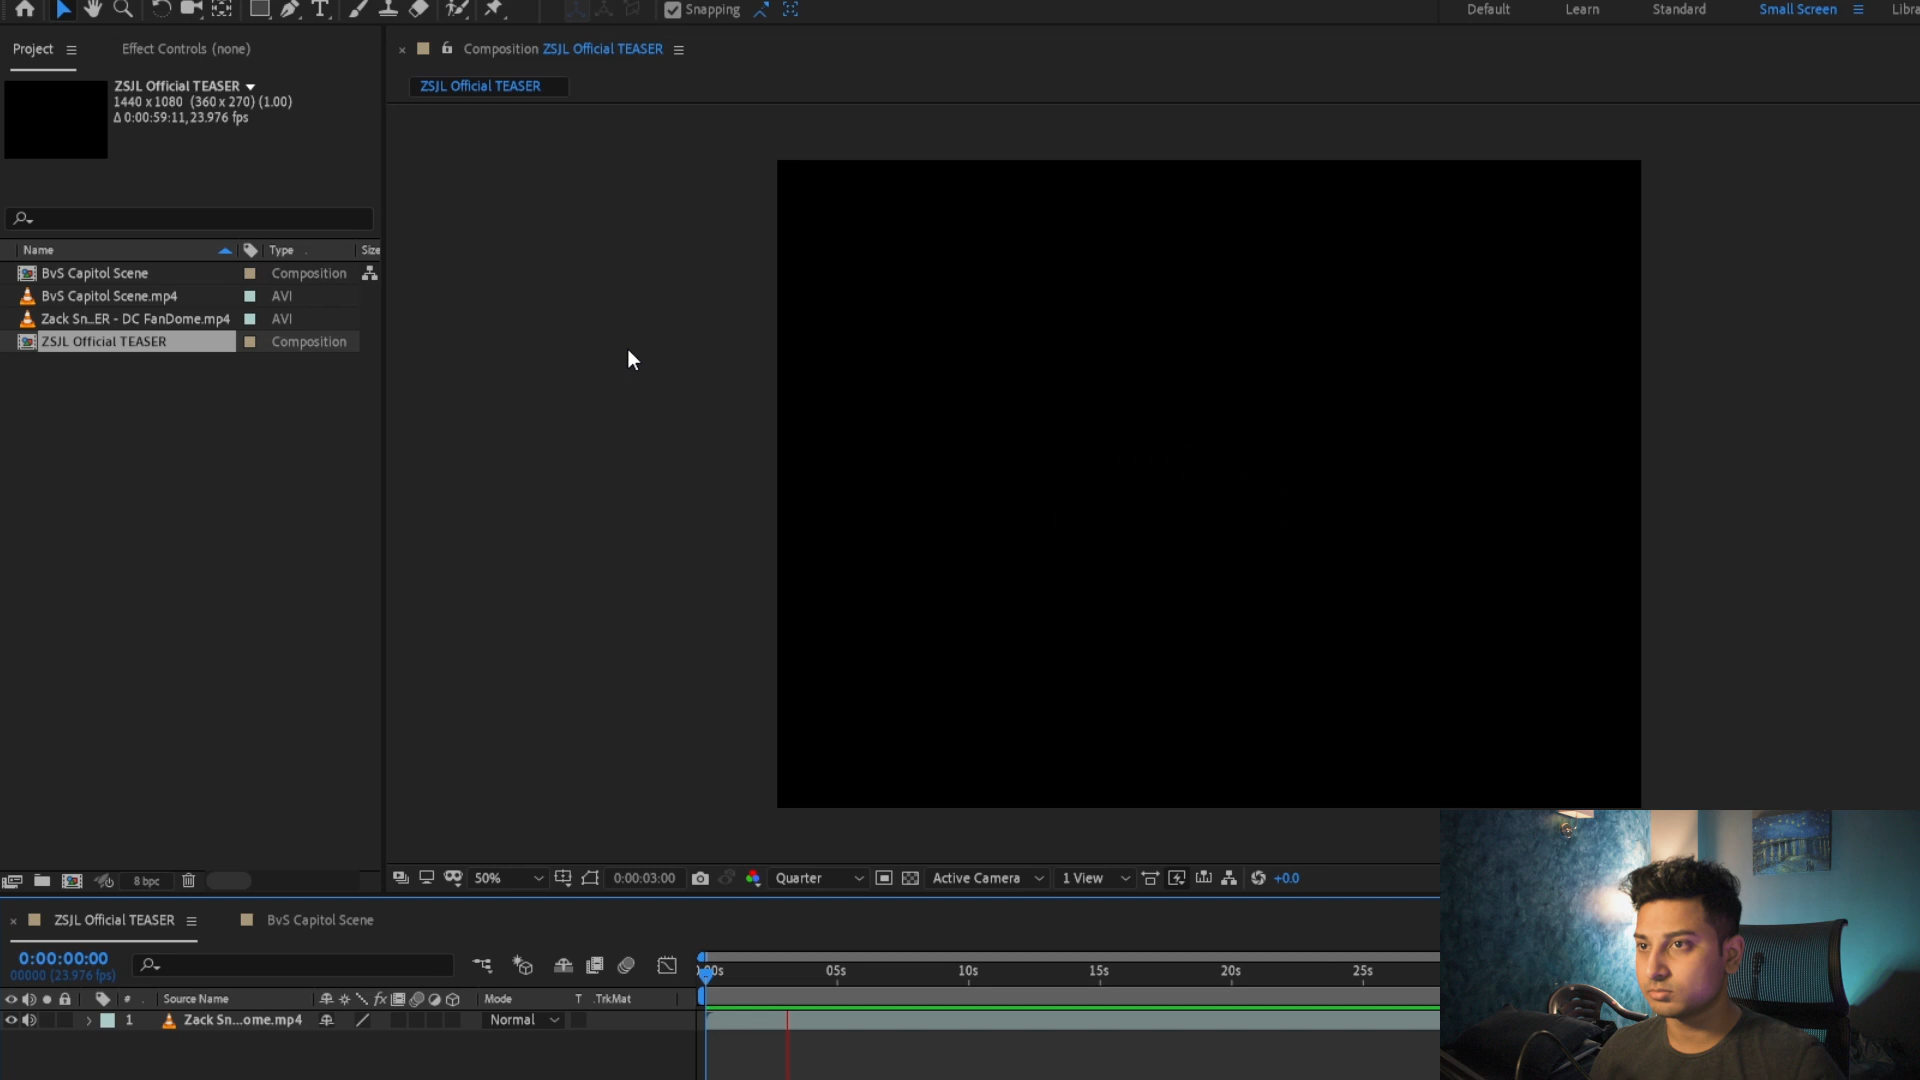 Snapping
Default
Learn
Standard
Small Screen
Libra
Project
Effect Controls (none)
Composition ZSJL Official TEASER
ZSJL Official TEASER
ZSJL Official TEASER
1440 x 1080 (360 x 270) (1.00)
Δ 0:00:59:11, 23.976 fps
Name
Type
Size
BvS Capitol Scene
Composition
BvS Capitol Scene.mp4
AVI
Zack Sn...ER - DC FanDome.mp4
AVI
ZSJL Official TEASER
Composition
8 bpc
50%
0:00:03:00
Quarter
Active Camera
1 View
+0.0
ZSJL Official TEASER
BvS Capitol Scene
0:00:00:00
00000 (23.976 fps)
00s
05s
10s
15s
20s
25s
#
Source Name
fx
Mode
T .TrkMat
1
Zack Sn...ome.mp4
Normal